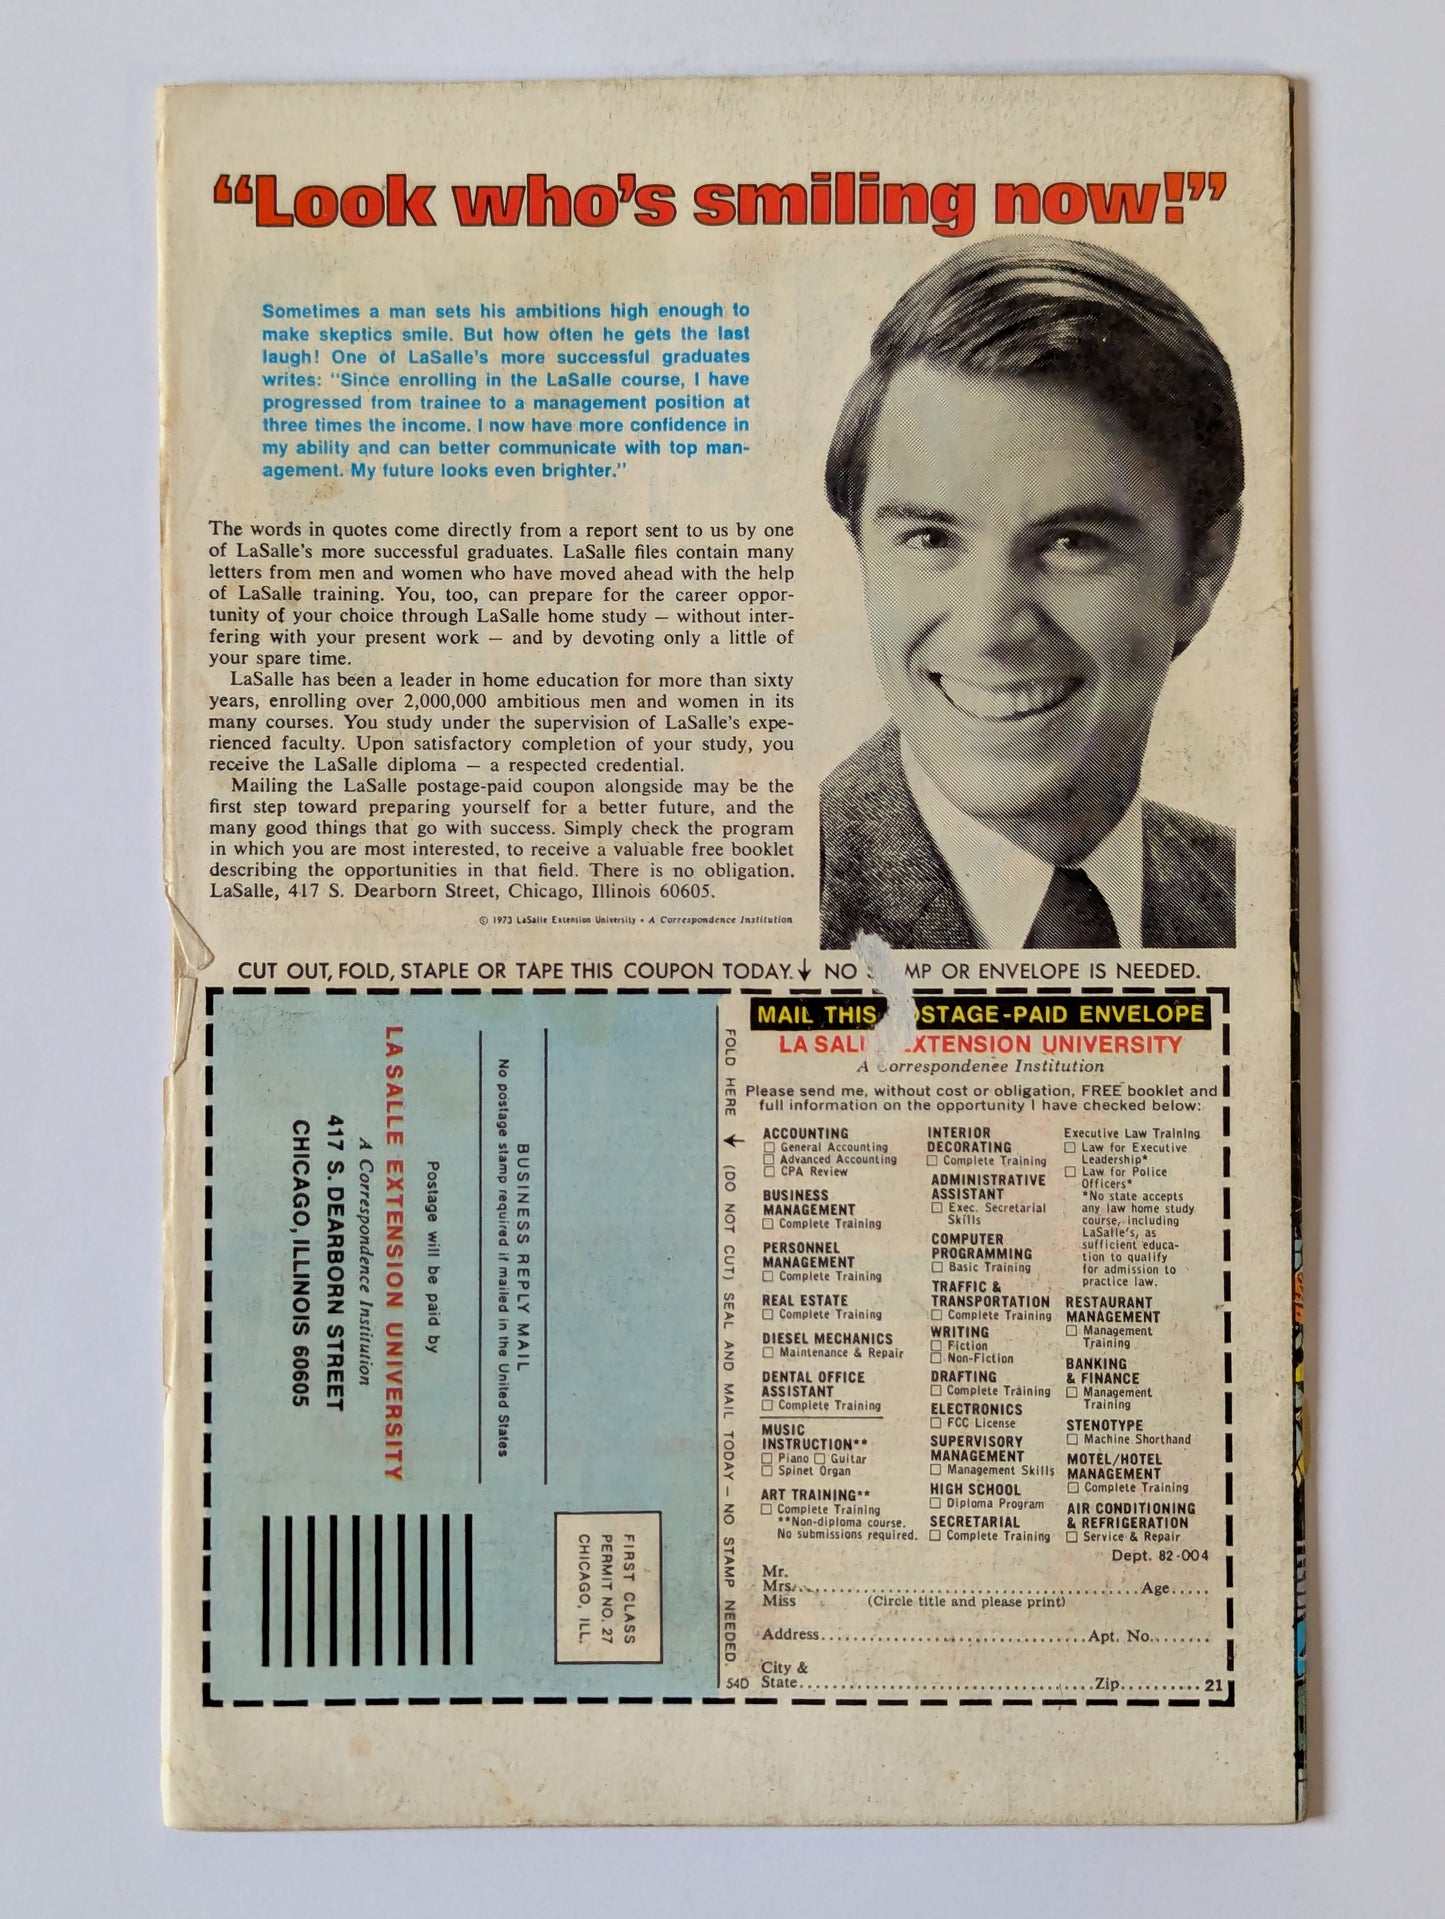 “Look who’s smiling now!”
Sometimes a man sets his ambitions high enough to
make skeptics smile. But how often he gets the last
laugh! One of LaSalle’s more successful graduates
writes: "Since enrolling in the LaSalle course, I have
progressed from trainee to a management position at
three times the income. I now have more confidence in
my ability and can better communicate with top man-
agement. My future looks even brighter."
The words in quotes come directly from a report sent to us by one
of LaSalle's more successful graduates. LaSalle files contain many
letters from men and women who have moved ahead with the help
of LaSalle training. You, too, can prepare for the career oppor-
tunity of your choice through LaSalle home study — without inter-
fering with your present work — and by devoting only a little of
your spare time.
LaSalle has been a leader in home education for more than sixty
years, enrolling over 2,000,000 ambitious men and women in its
many courses. You study under the supervision of LaSalle's expe-
rienced faculty. Upon satisfactory completion of your study, you
receive the LaSalle diploma — a respected credential.
Mailing the LaSalle postage-paid coupon alongside may be the
first step toward preparing yourself for a better future, and the
many good things that go with success. Simply check the program
in which you are most interested, to receive a valuable free booklet
describing the opportunities in that field. There is no obligation.
LaSalle, 417 S. Dearborn Street, Chicago, Illinois 60605.
© 1973 LaSalle Extension University • A Correspondence Institution
CUT OUT, FOLD, STAPLE OR TAPE THIS COUPON TODAY. NO MP OR ENVELOPE IS NEEDED.
FIRST CLASS
PERMIT NO. 27
CHICAGO, ILL.
BUSINESS REPLY MAIL
No postage stamp required if mailed in the United States
Postage will be paid by
LA SALLE EXTENSION UNIVERSITY
A Correspondence Institution
417 S. DEARBORN STREET
CHICAGO, ILLINOIS 60605
FOLD HERE (DO NOT CUT) SEAL AND MAIL TODAY – NO STAMP NEEDED.
MAIL THIS OSTAGE-PAID ENVELOPE
LA SAL EXTENSION UNIVERSITY
A Correspondence Institution
Please send me, without cost or obligation, FREE booklet and
full information on the opportunity I have checked below:
ACCOUNTING
☐ General Accounting
☐ Advanced Accounting
☐ CPA Review
BUSINESS
MANAGEMENT
☐ Complete Training
PERSONNEL
MANAGEMENT
☐ Complete Training
REAL ESTATE
☐ Complete Training
DIESEL MECHANICS
☐ Maintenance & Repair
DENTAL OFFICE
ASSISTANT
☐ Complete Training
MUSIC
INSTRUCTION**
☐ Piano ☐ Guitar
☐ Spinet Organ
ART TRAINING**
☐ Complete Training
**Non-diploma course.
No submissions required.
INTERIOR
DECORATING
☐ Complete Training
ADMINISTRATIVE
ASSISTANT
☐ Exec. Secretarial
Skills
COMPUTER
PROGRAMMING
☐ Basic Training
TRAFFIC &
TRANSPORTATION
☐ Complete Training
WRITING
☐ Fiction
☐ Non-Fiction
DRAFTING
☐ Complete Training
ELECTRONICS
☐ FCC License
SUPERVISORY
MANAGEMENT
☐ Management Skills
HIGH SCHOOL
☐ Diploma Program
SECRETARIAL
☐ Complete Training
Executive Law Training
☐ Law for Executive
Leadership*
☐ Law for Police
Officers*
*No state accepts
any law home study
course, including
LaSalle's, as
sufficient educa-
tion to qualify
for admission to
practice law.
RESTAURANT
MANAGEMENT
☐ Management
Training
BANKING
& FINANCE
☐ Management
Training
STENOTYPE
☐ Machine Shorthand
MOTEL/HOTEL
MANAGEMENT
☐ Complete Training
AIR CONDITIONING
& REFRIGERATION
☐ Service & Repair
Dept. 82-004
Mr.
Mrs. Age
Miss (Circle title and please print)
Address Apt. No.
City &
54D State Zip 21